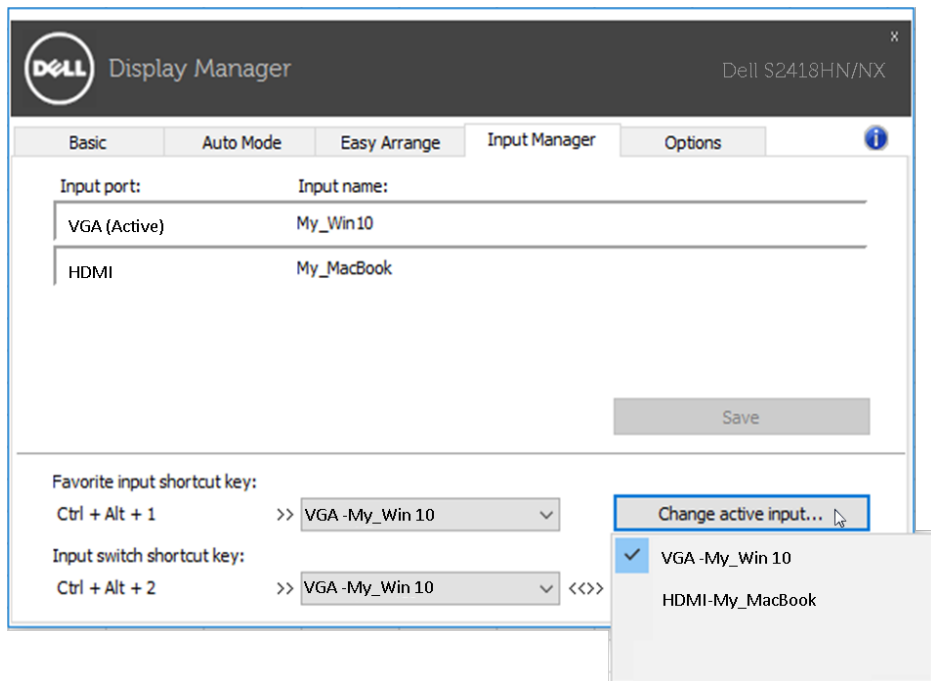 x
DELL Display Manager
Dell S2418HN/NX
Basic Auto Mode Easy Arrange Input Manager Options i
Input port: Input name:
VGA (Active) My_Win10
HDMI My_MacBook
Save
Favorite input shortcut key:
Ctrl + Alt + 1 >> VGA -My_Win 10 Change active input...
Input switch shortcut key:
VGA -My_Win 10
Ctrl + Alt + 2 >> VGA -My_Win 10 <<>>
HDMI-My_MacBook